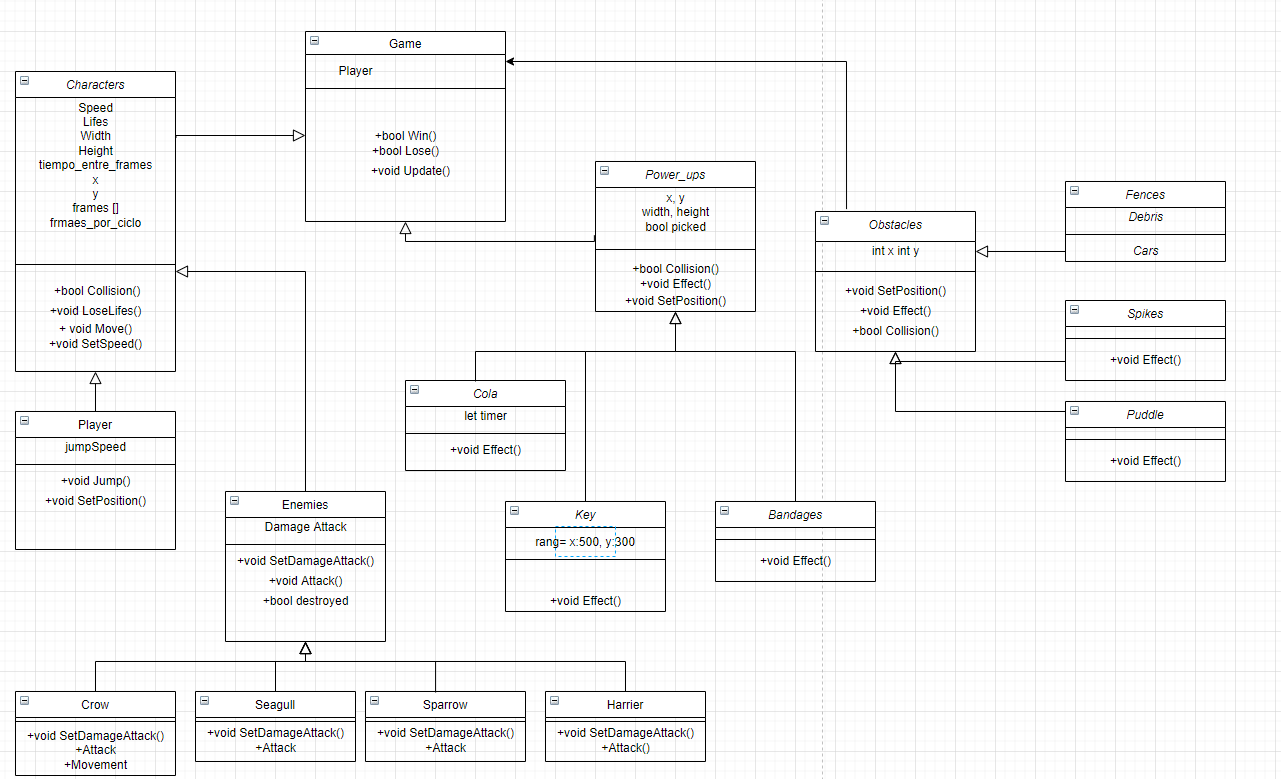 Game
Player
+bool Win()
+bool Lose()
+void Update()
Characters
Speed
Lifes
Width
Height
tiempo_entre_frames
x
y
frames []
frmaes_por_ciclo
+bool Collision()
+void LoseLifes()
+ void Move()
+void SetSpeed()
Power_ups
x, y
width, height
bool picked
+bool Collision()
+void Effect()
+void SetPosition()
Obstacles
int x int y
+void SetPosition()
+void Effect()
+bool Collision()
Fences
Debris
Cars
Spikes
+void Effect()
Puddle
+void Effect()
Player
jumpSpeed
+void Jump()
+void SetPosition()
Cola
let timer
+void Effect()
Enemies
Damage Attack
+void SetDamageAttack()
+void Attack()
+bool destroyed
Key
rang= x:500, y:300
+void Effect()
Bandages
+void Effect()
Crow
+void SetDamageAttack()
+Attack
+Movement
Seagull
+void SetDamageAttack()
+Attack
Sparrow
+void SetDamageAttack()
+Attack
Harrier
+void SetDamageAttack()
+Attack()